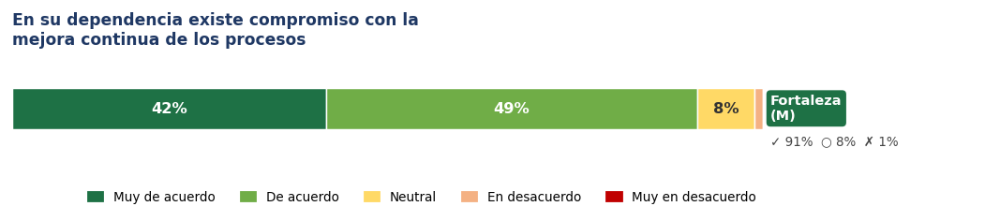 En su dependencia existe compromiso con la
mejora continua de los procesos
42% 49% 8% Fortaleza
(M)
✓ 91% ○ 8% ✗ 1%
Muy de acuerdo De acuerdo Neutral En desacuerdo Muy en desacuerdo